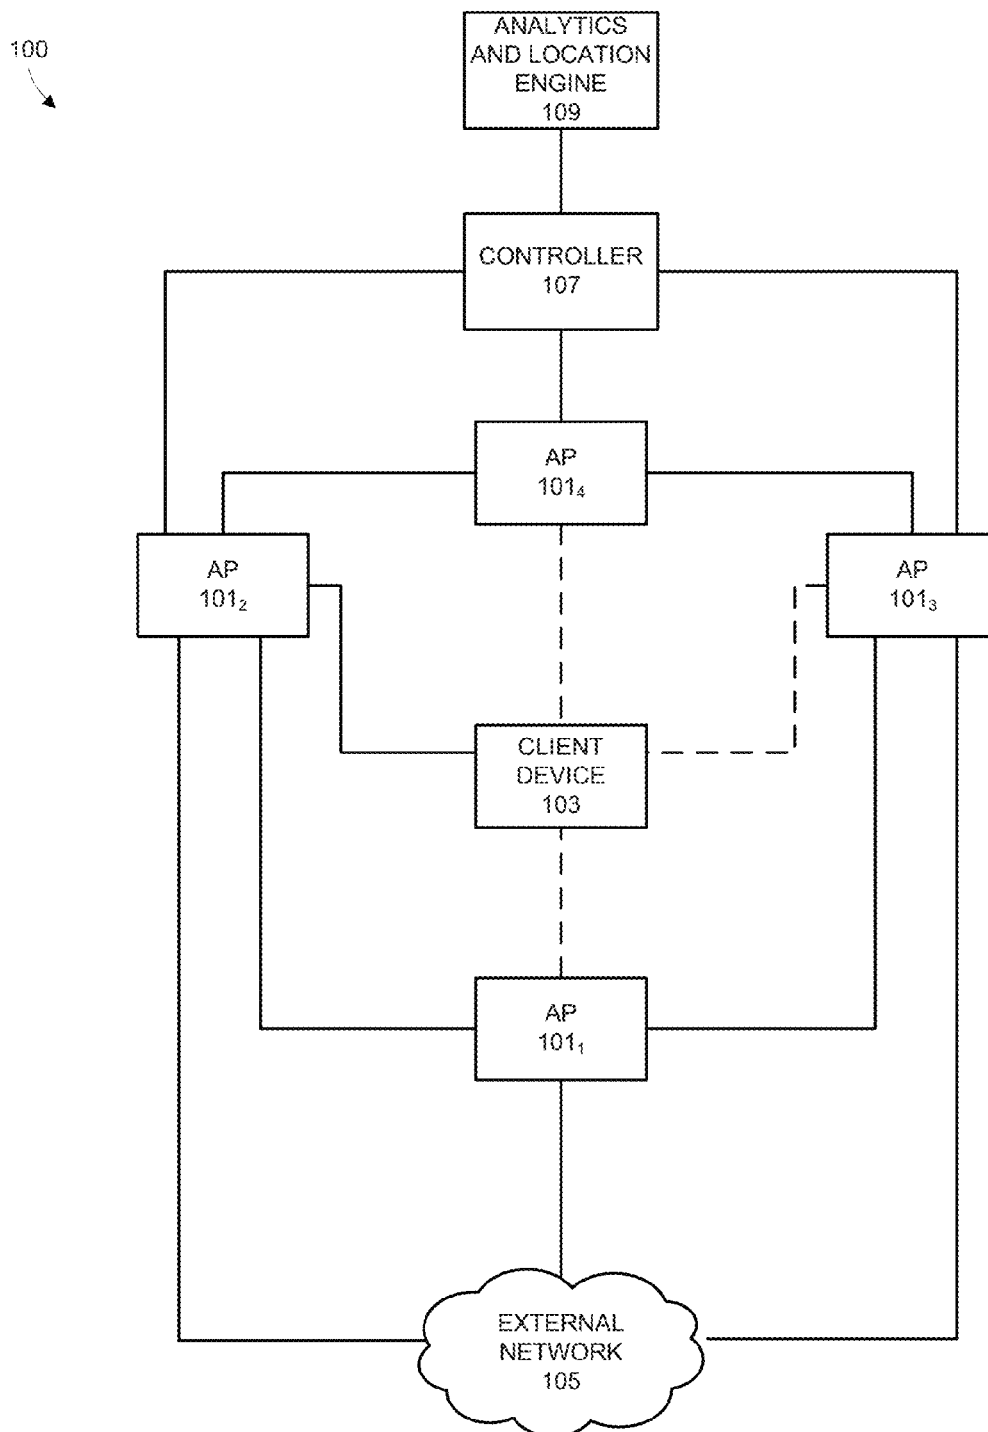 100
ANALYTICS
AND LOCATION
ENGINE
109
CONTROLLER
107
AP
101₄
AP
101₂
AP
101₃
CLIENT
DEVICE
103
AP
101₁
EXTERNAL
NETWORK
105